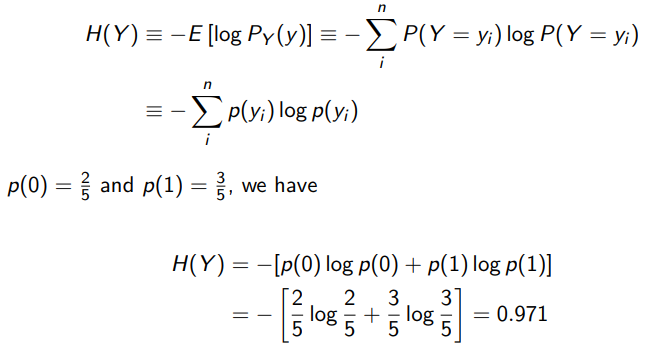 H(Y) ≡ −E [log P_Y(y)] ≡ − ∑_i^n P(Y = y_i) log P(Y = y_i)
≡ − ∑_i^n p(y_i) log p(y_i)
p(0) = 2/5 and p(1) = 3/5, we have
H(Y) = −[p(0) log p(0) + p(1) log p(1)]
= − [2/5 log 2/5 + 3/5 log 3/5] = 0.971